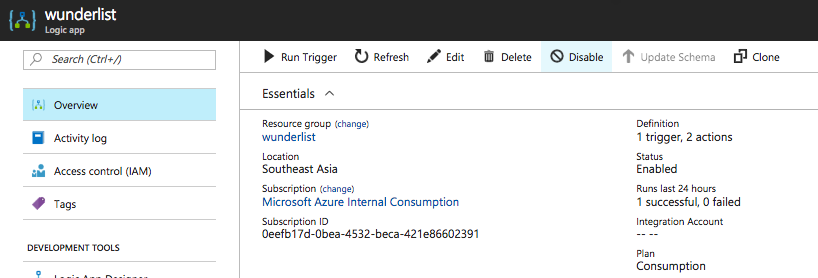 wunderlist
Logic app
Search (Ctrl+/)
Overview
Activity log
Access control (IAM)
Tags
DEVELOPMENT TOOLS
Logic App Designer
Run Trigger Refresh Edit Delete Disable Update Schema Clone
Essentials
Resource group (change)
wunderlist
Location
Southeast Asia
Subscription (change)
Microsoft Azure Internal Consumption
Subscription ID
0eefb17d-0bea-4532-beca-421e86602391
Definition
1 trigger, 2 actions
Status
Enabled
Runs last 24 hours
1 successful, 0 failed
Integration Account
-- --
Plan
Consumption